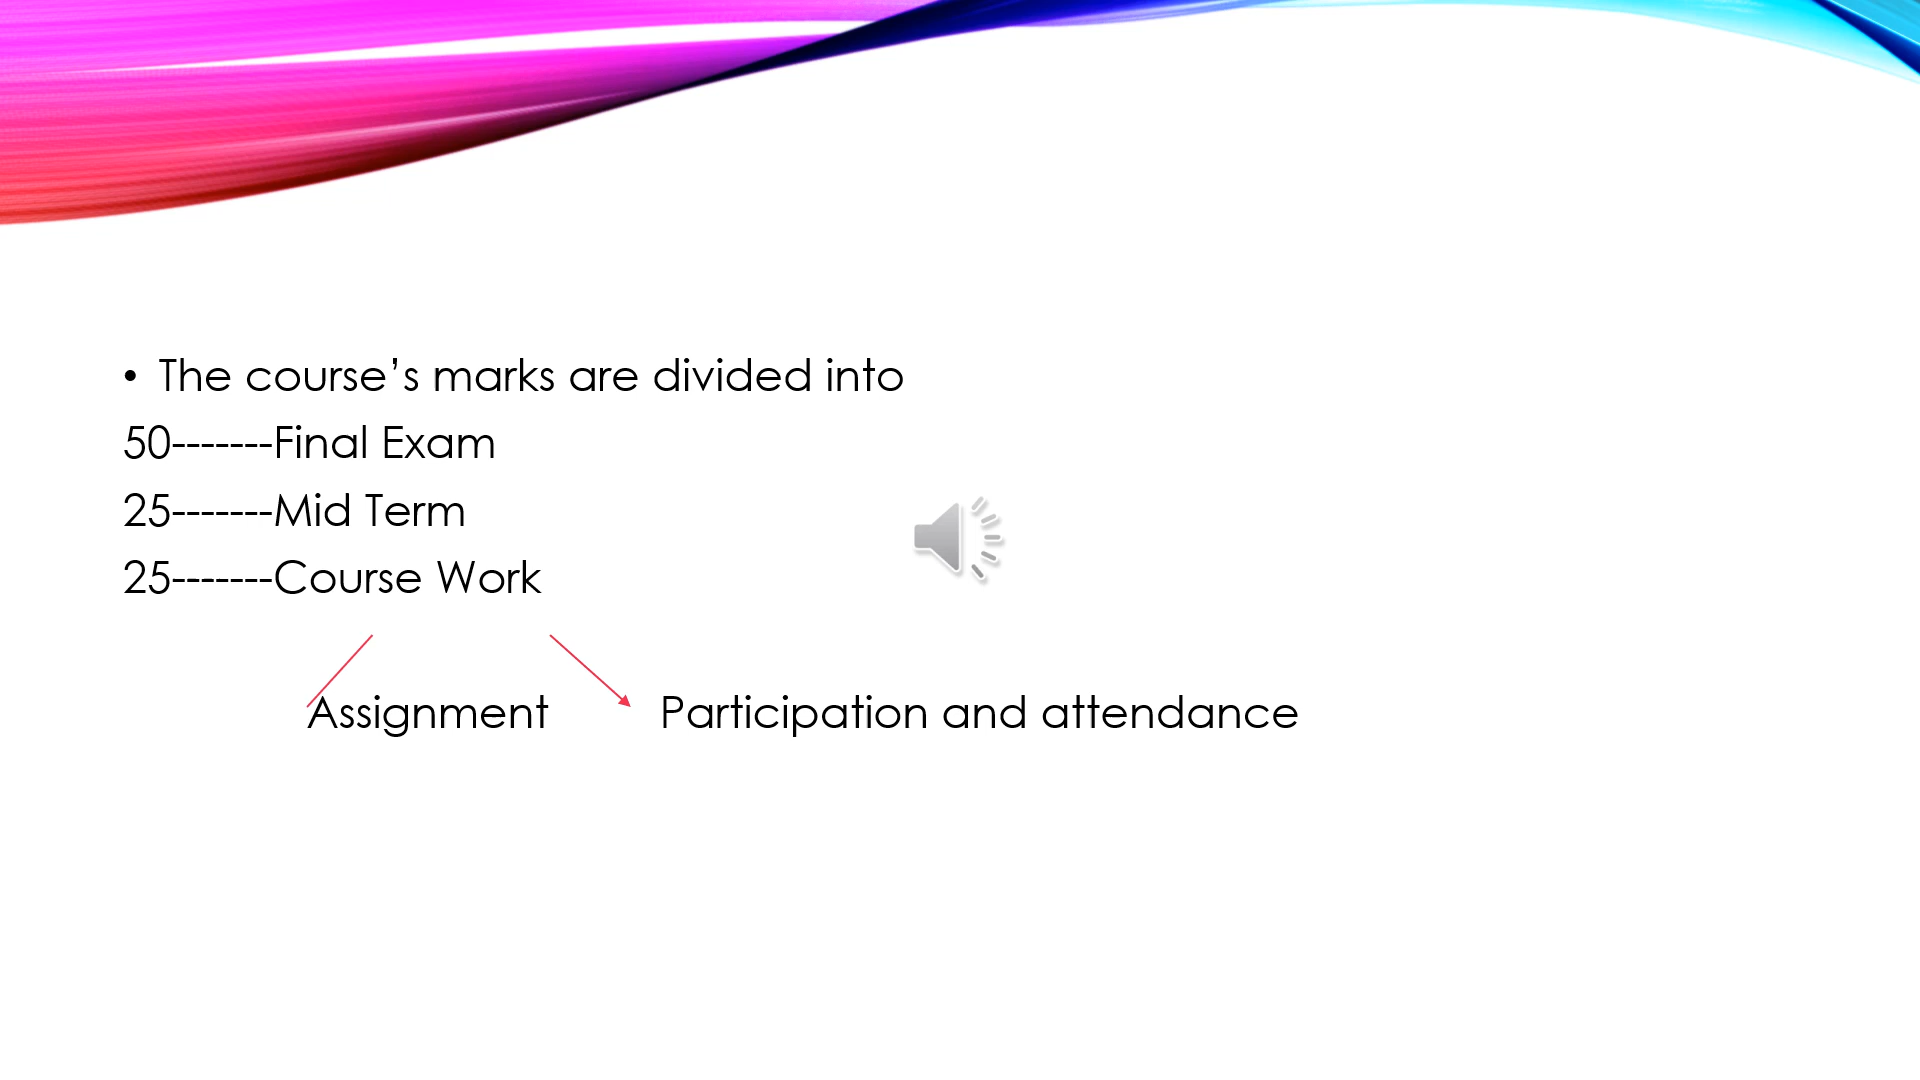 • The course’s marks are divided into
50-------Final Exam
25-------Mid Term
25-------Course Work
Assignment Participation and attendance